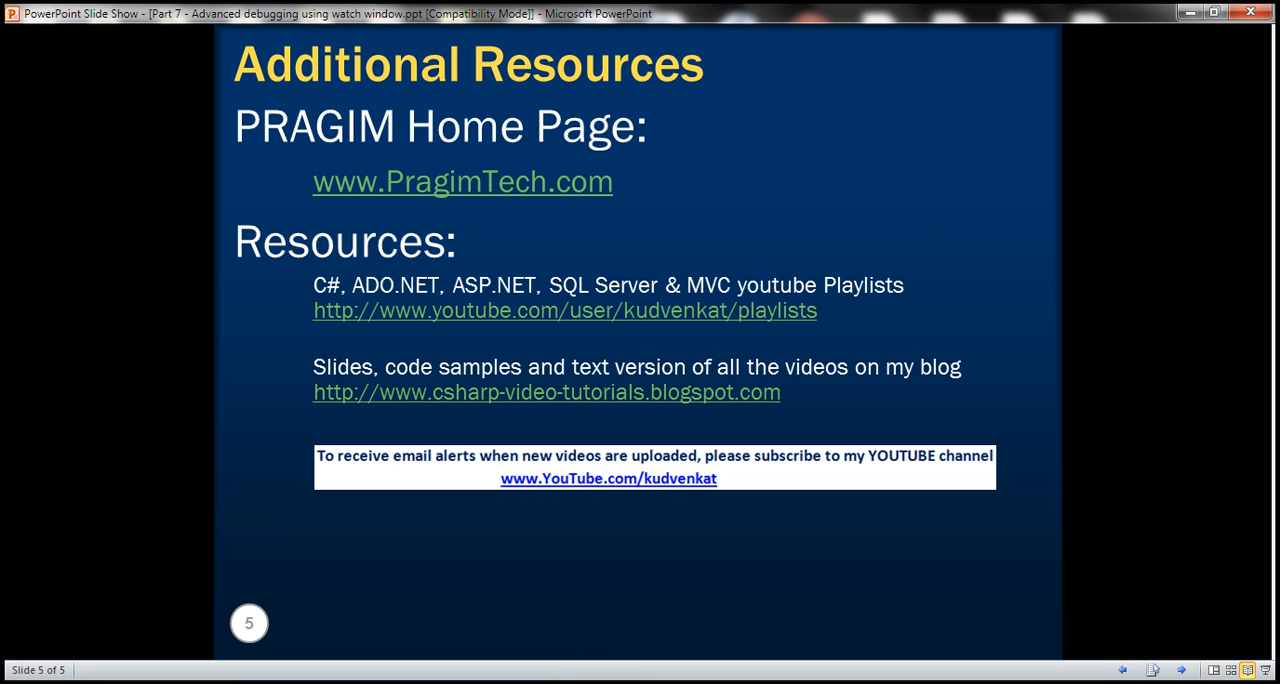 PowerPoint Slide Show - [Part 7 - Advanced debugging using watch window.ppt [Compatibility Mode]] - Microsoft PowerPoint
Additional Resources
PRAGIM Home Page:
www.PragimTech.com
Resources:
C#, ADO.NET, ASP.NET, SQL Server & MVC youtube Playlists
http://www.youtube.com/user/kudvenkat/playlists
Slides, code samples and text version of all the videos on my blog
http://www.csharp-video-tutorials.blogspot.com
To receive email alerts when new videos are uploaded, please subscribe to my YOUTUBE channel
www.YouTube.com/kudvenkat
5
Slide 5 of 5